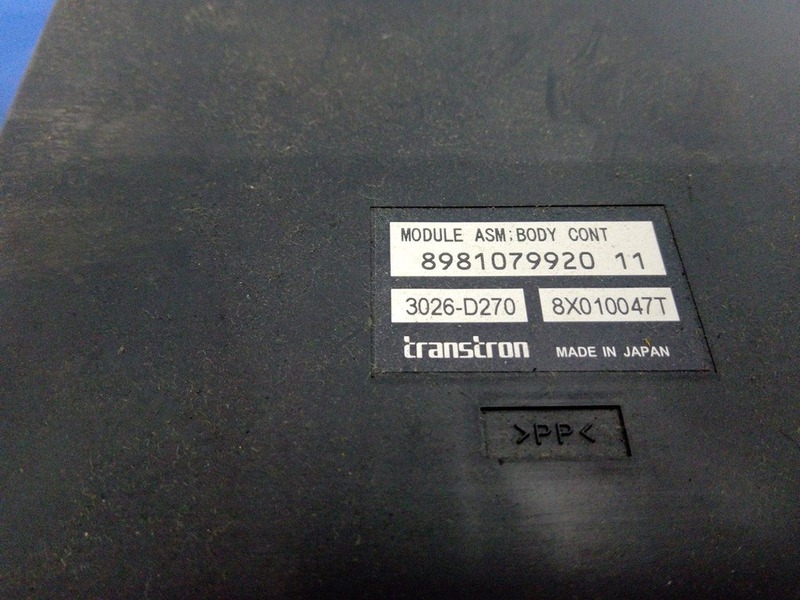 MODULE ASM;BODY CONT
8981079920 11
3026-D270 8X010047T
transtron MADE IN JAPAN
>PP<